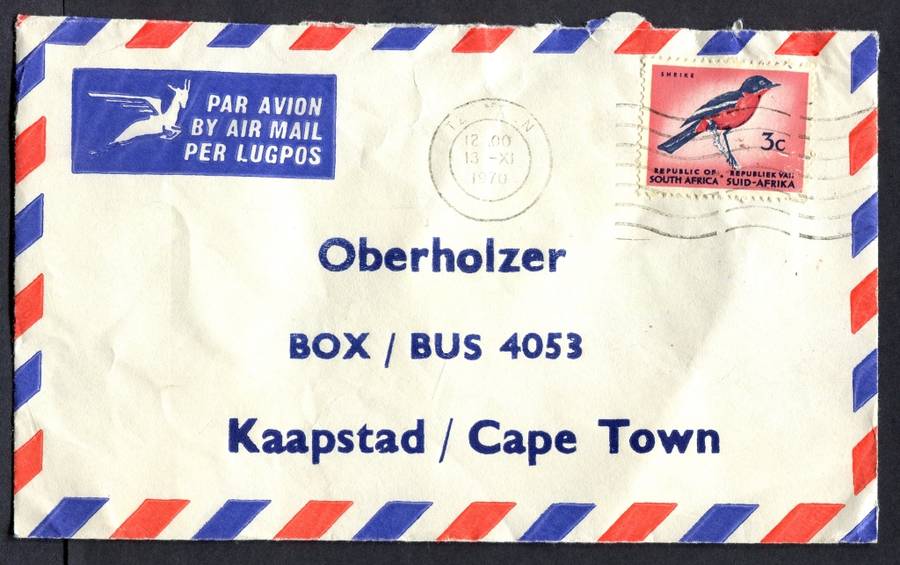 PAR AVION
BY AIR MAIL
PER LUGPOS
12 00
13 -XI
1970
SHRIKE
3c
REPUBLIC OF · REPUBLIEK VAN
SOUTH AFRICA · SUID-AFRIKA
Oberholzer
BOX / BUS 4053
Kaapstad / Cape Town